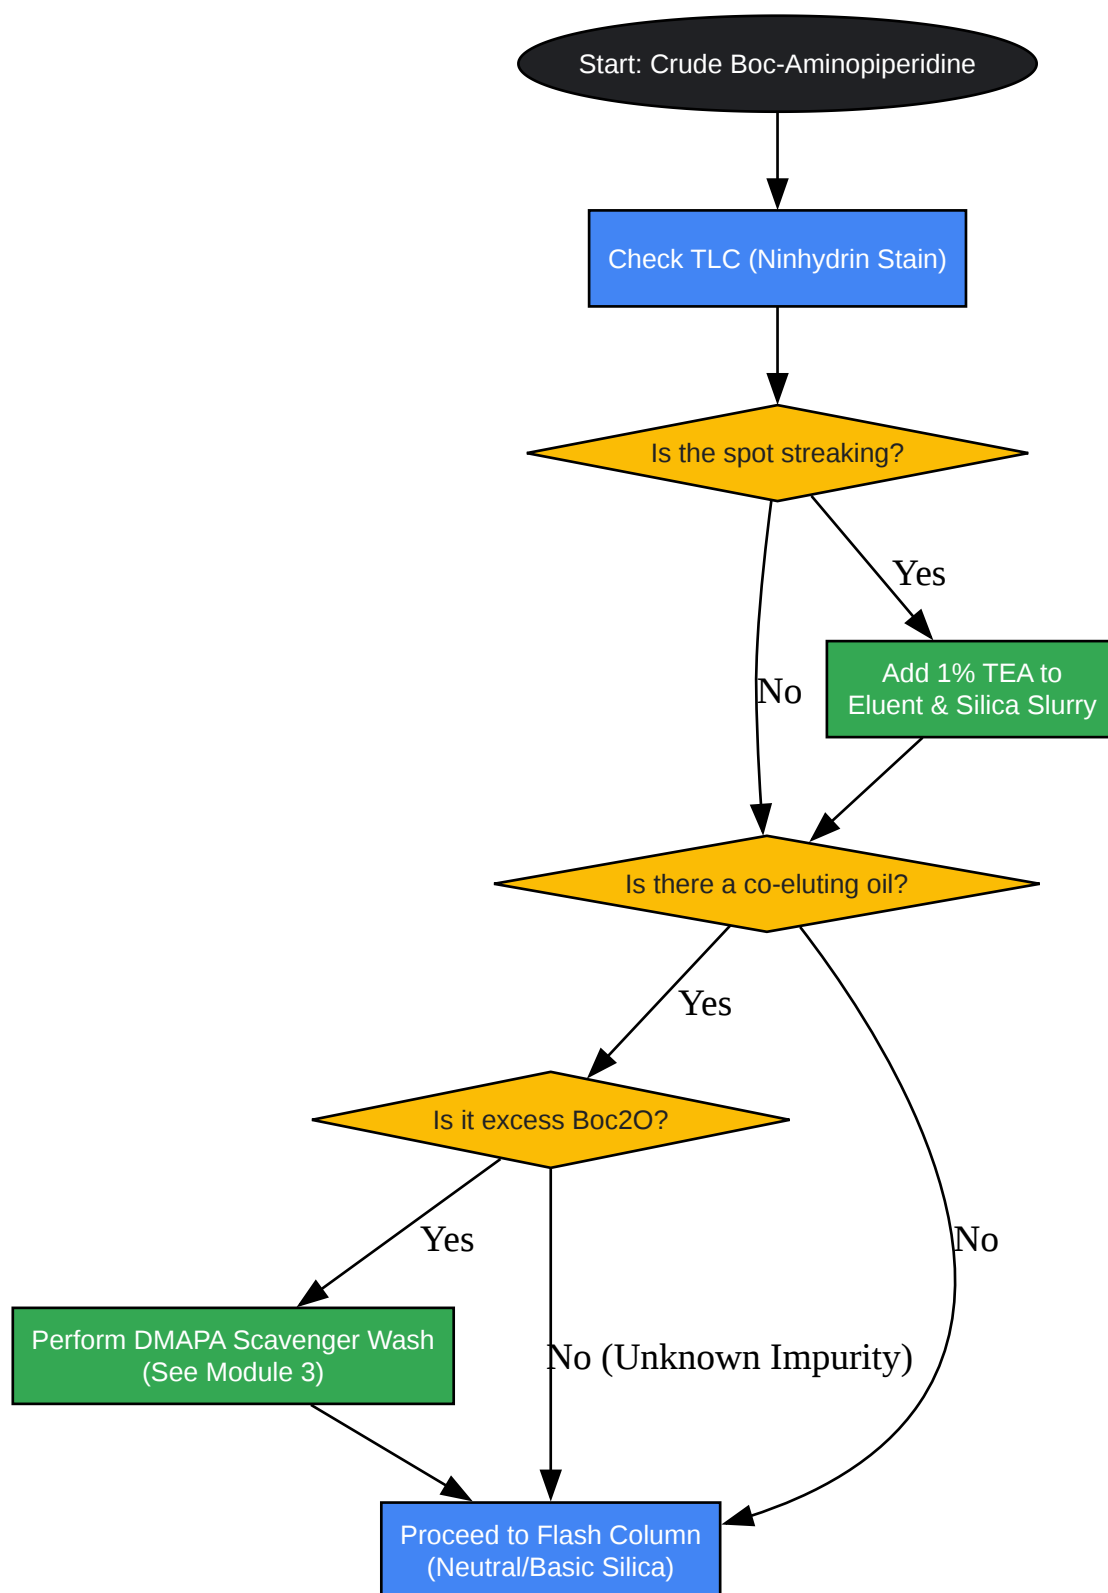 Start: Crude Boc-Aminopiperidine
Check TLC (Ninhydrin Stain)
Is the spot streaking?
Yes
Add 1% TEA to
Eluent & Silica Slurry
No
Is there a co-eluting oil?
Yes
Is it excess Boc2O?
Yes
No
Perform DMAPA Scavenger Wash
(See Module 3)
No (Unknown Impurity)
Proceed to Flash Column
(Neutral/Basic Silica)